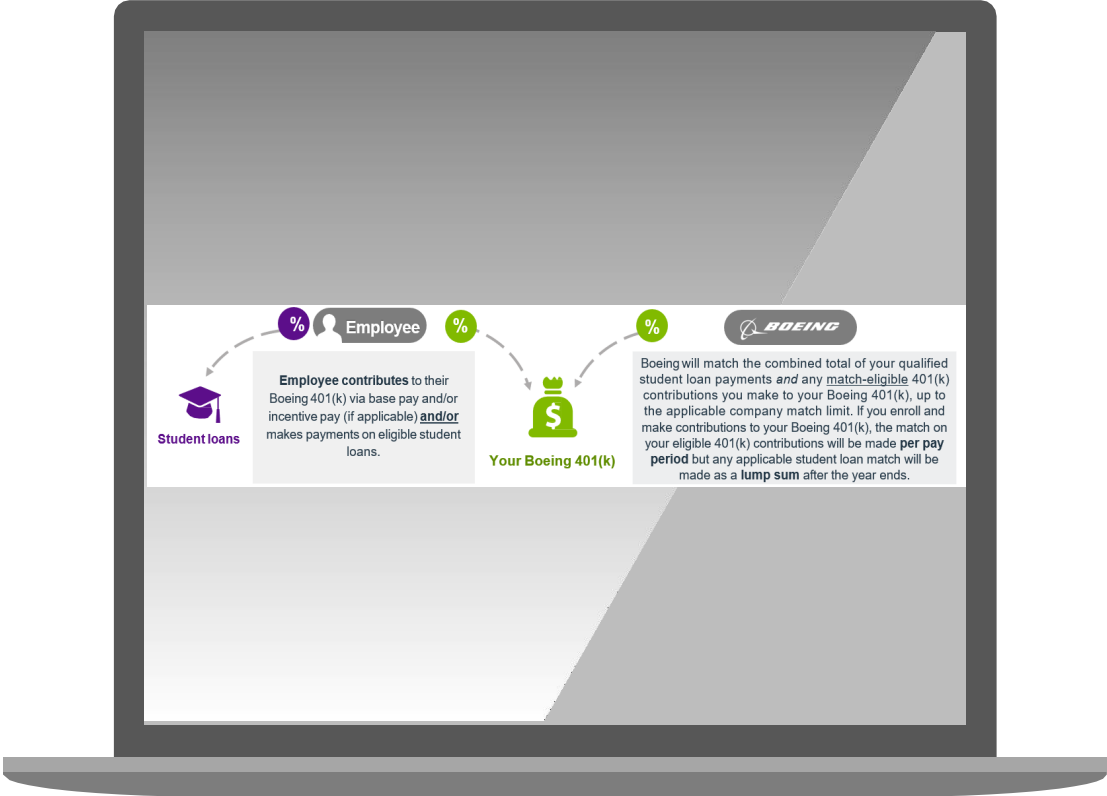 %
Employee
%
%
BOEING
Employee contributes to their
Boeing 401(k) via base pay and/or
incentive pay (if applicable) and/or
makes payments on eligible student
loans.
Student loans
$
Your Boeing 401(k)
Boeing will match the combined total of your qualified
student loan payments and any match-eligible 401(k)
contributions you make to your Boeing 401(k), up to
the applicable company match limit. If you enroll and
make contributions to your Boeing 401(k), the match on
your eligible 401(k) contributions will be made per pay
period but any applicable student loan match will be
made as a lump sum after the year ends.